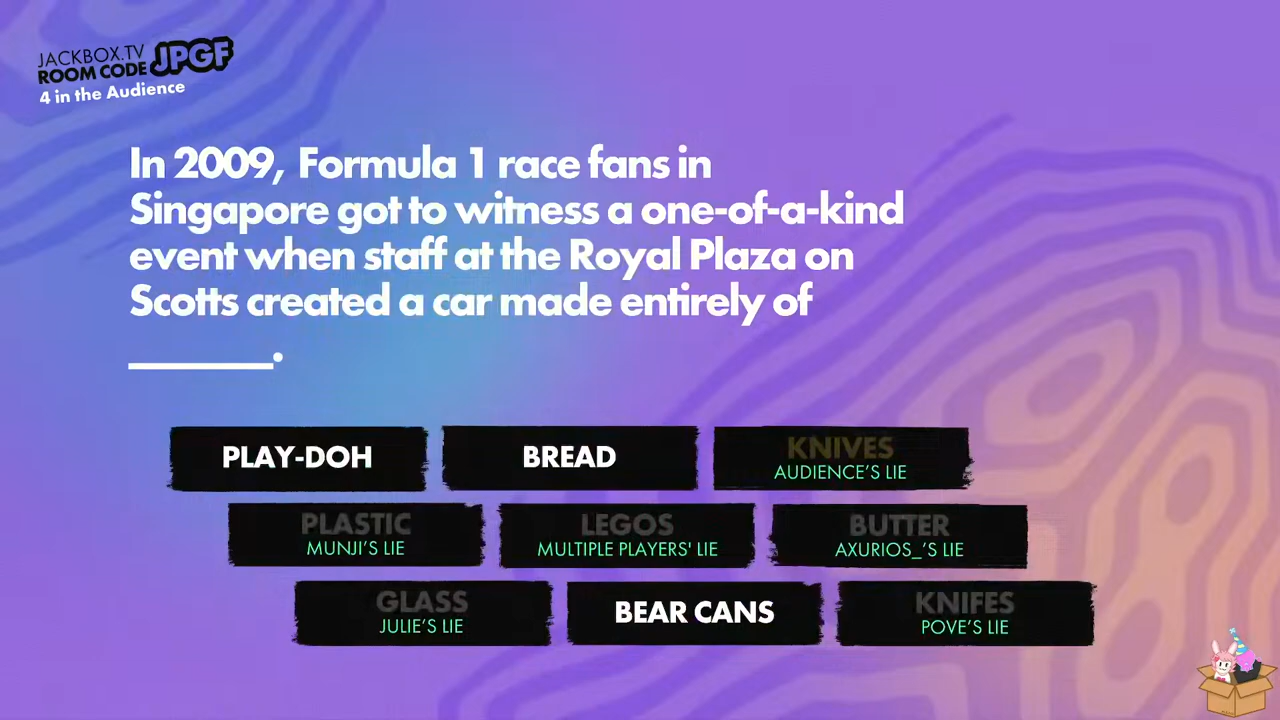 JACKBOX.TV
ROOM CODE JPGF
4 in the Audience
In 2009, Formula 1 race fans in
Singapore got to witness a one-of-a-kind
event when staff at the Royal Plaza on
Scotts created a car made entirely of
_______.
PLAY-DOH
BREAD
KNIVES
AUDIENCE'S LIE
PLASTIC
MUNJI'S LIE
LEGOS
MULTIPLE PLAYERS' LIE
BUTTER
AXURIOS_'S LIE
GLASS
JULIE'S LIE
BEAR CANS
KNIFES
POVE'S LIE